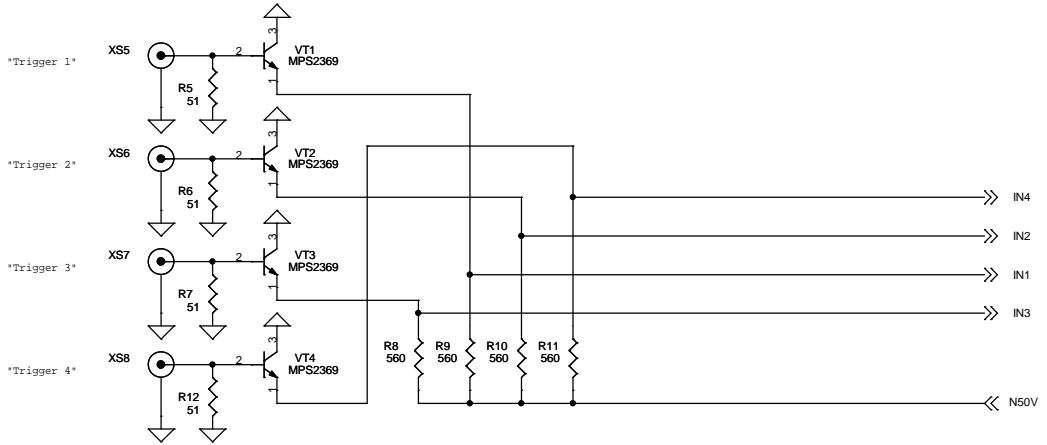 "Trigger 1"
XS5
R5
51
2
3
1
VT1
MPS2369
"Trigger 2"
XS6
R6
51
2
3
1
VT2
MPS2369
"Trigger 3"
XS7
R7
51
2
3
1
VT3
MPS2369
"Trigger 4"
XS8
R12
51
2
3
1
VT4
MPS2369
R8
560
R9
560
R10
560
R11
560
IN4
IN2
IN1
IN3
N50V